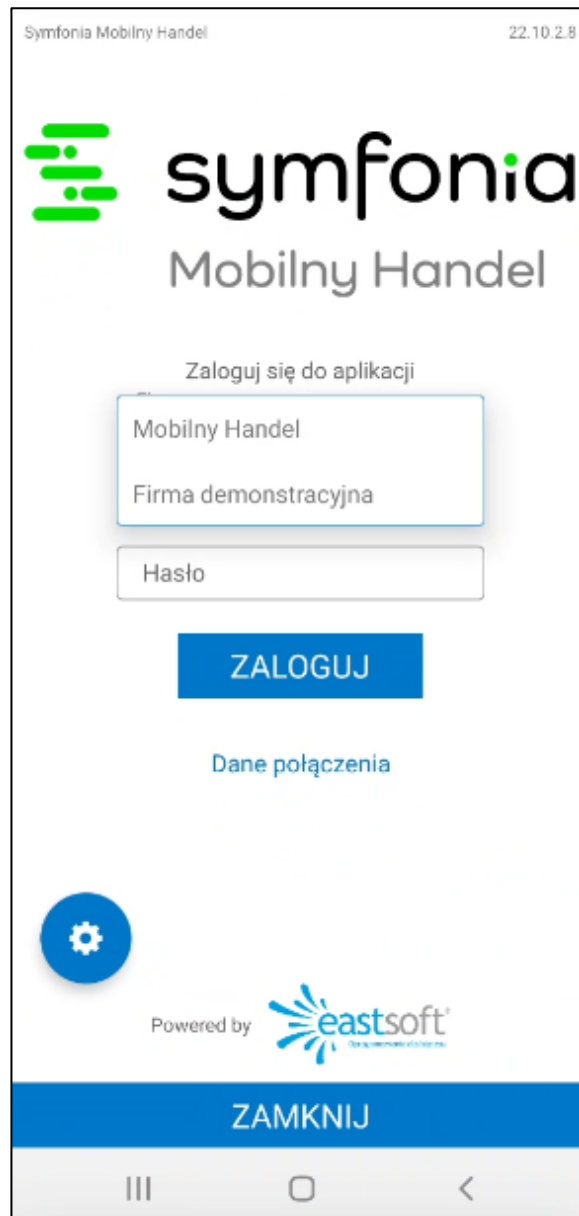 Symfonia Mobilny Handel 22.10.2.8
symfonia
Mobilny Handel
Zaloguj się do aplikacji
Mobilny Handel
Firma demonstracyjna
Hasło
ZALOGUJ
Dane połączenia
Powered by eastsoft
ZAMKNIJ